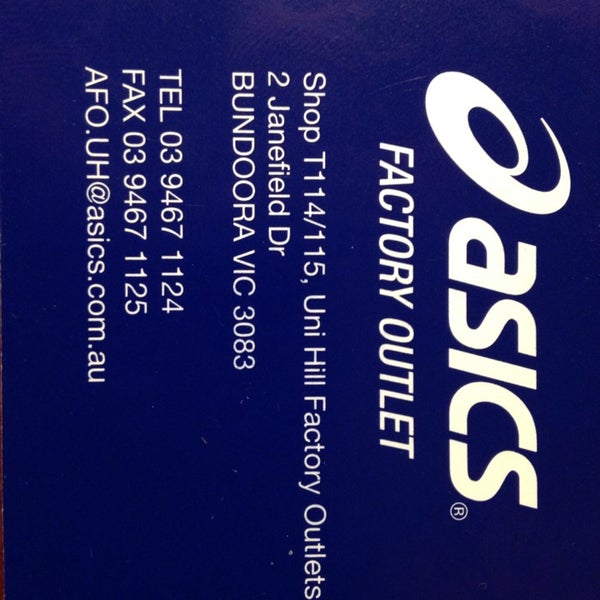 asics®
FACTORY OUTLET
Shop T114/115, Uni Hill Factory Outlets
2 Janefield Dr
BUNDOORA VIC 3083
TEL 03 9467 1124
FAX 03 9467 1125
AFO.UH@asics.com.au